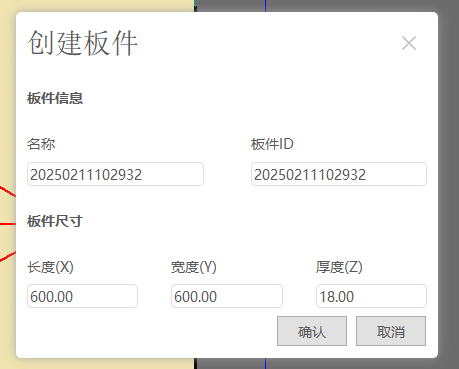 创建板件
板件信息
名称 板件ID
20250211102932 20250211102932
板件尺寸
长度(X) 宽度(Y) 厚度(Z)
600.00 600.00 18.00
确认 取消